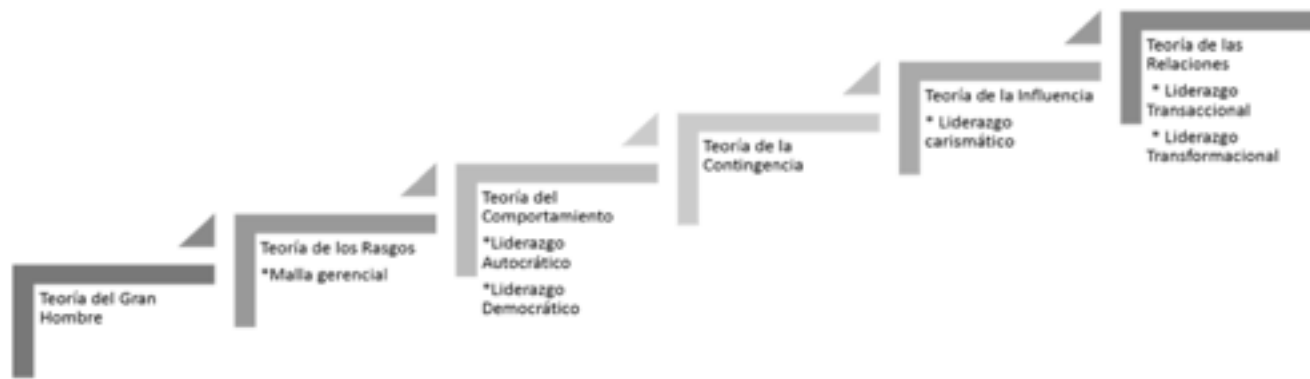 Teoría del Gran
Hombre
Teoría de los Rasgos
*Malla gerencial
Teoría del
Comportamiento
*Liderazgo
Autocrático
*Liderazgo
Democrático
Teoría de la
Contingencia
Teoría de la Influencia
* Liderazgo
carismático
Teoría de las
Relaciones
* Liderazgo
Transaccional
* Liderazgo
Transformacional